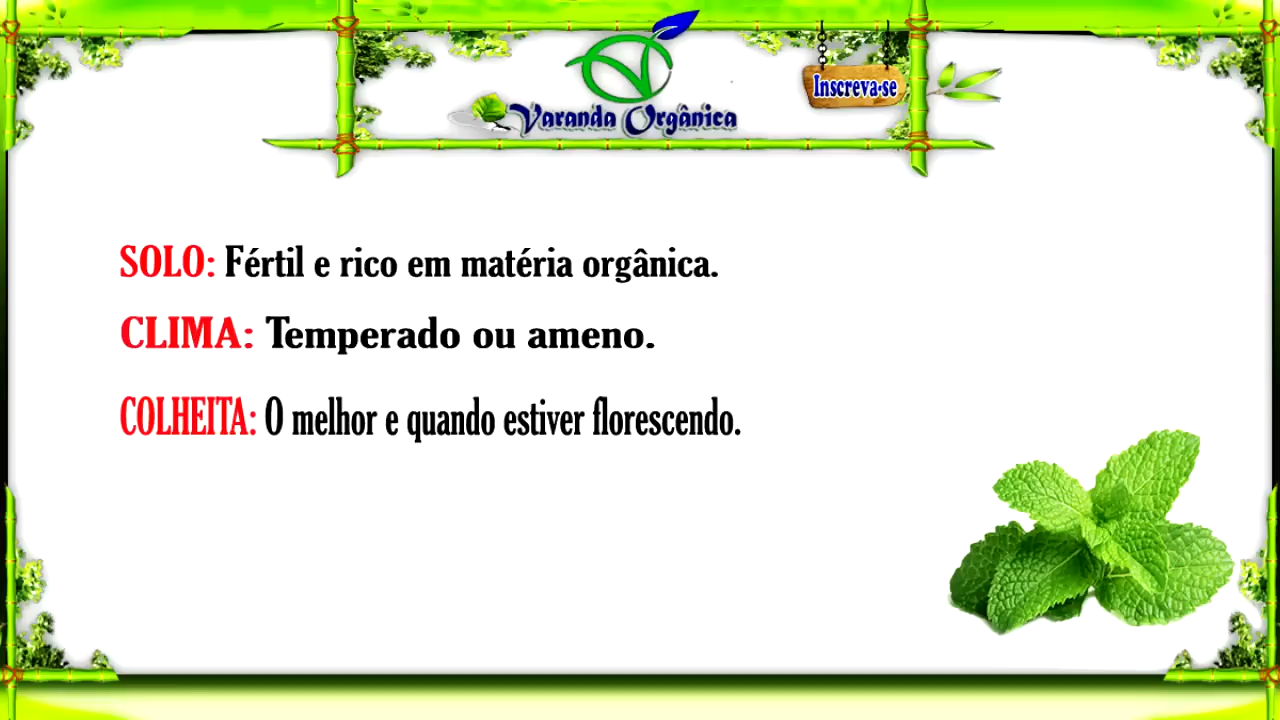 Varanda Orgânica
Inscreva-se
SOLO: Fértil e rico em matéria orgânica.
CLIMA: Temperado ou ameno.
COLHEITA: O melhor e quando estiver florescendo.